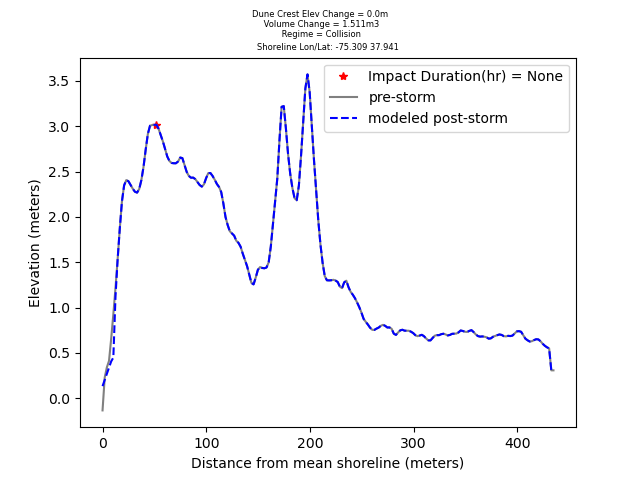 Dune Crest Elev Change = 0.0m
Volume Change = 1.511m3
Regime = Collision
Shoreline Lon/Lat: -75.309 37.941
Impact Duration(hr) = None
pre-storm
modeled post-storm
Elevation (meters)
3.5
3.0
2.5
2.0
1.5
1.0
0.5
0.0
0 100 200 300 400
Distance from mean shoreline (meters)